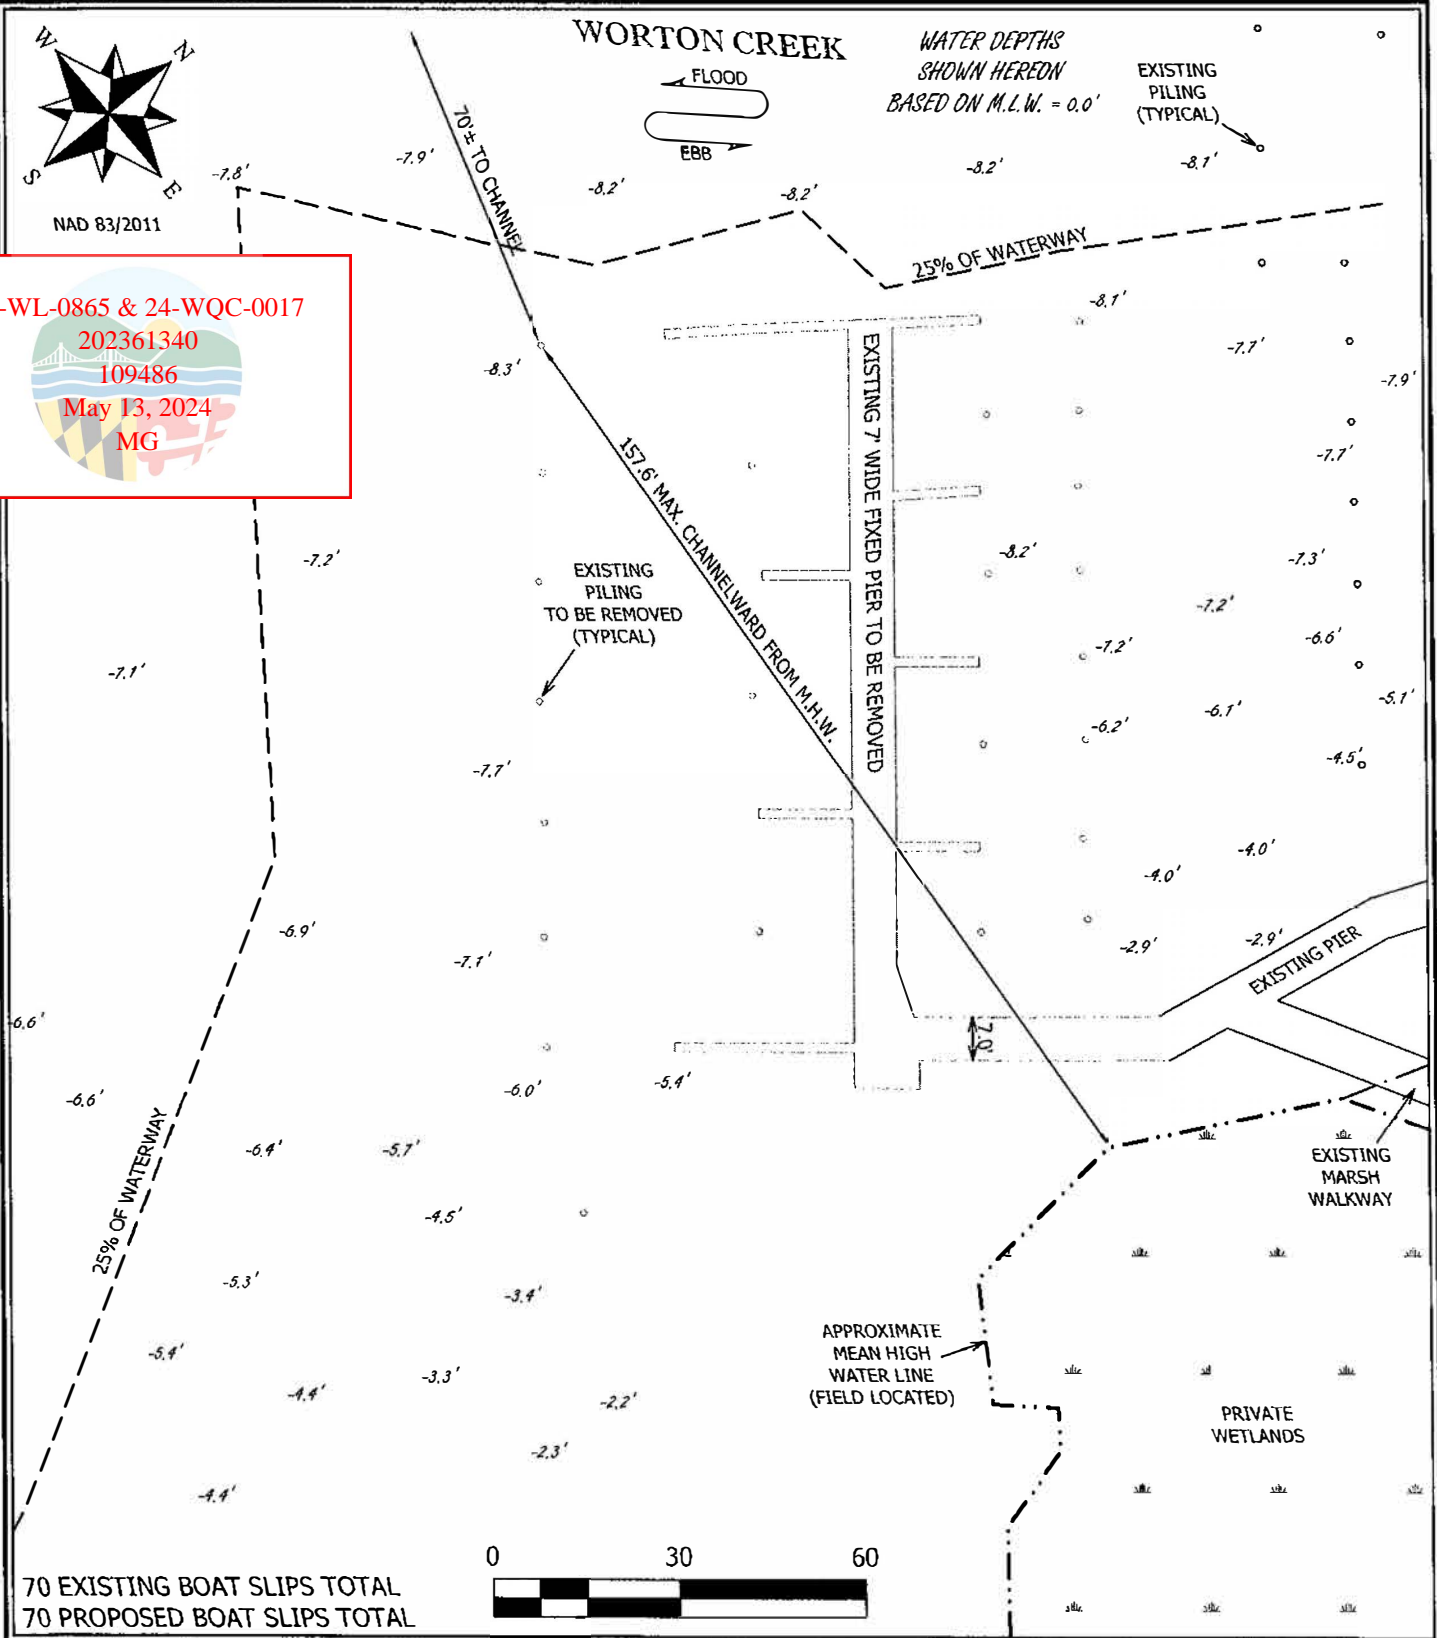 WORTON CREEK
WATER DEPTHS
SHOWN HEREON
BASED ON M.L.W. = 0.0'
FLOOD
EBB
EXISTING
PILING
(TYPICAL)
W
N
S
E
NAD 83/2011
-WL-0865 & 24-WQC-0017
202361340
109486
May 13, 2024
MG
70'± TO CHANNEL
-7.8'
-7.9'
-8.2'
-8.2'
-8.2'
-8.1'
25% OF WATERWAY
-8.1'
-8.3'
-7.7'
-7.9'
EXISTING 7' WIDE FIXED PIER TO BE REMOVED
157.6' MAX. CHANNELWARD FROM M.H.W.
-7.7'
-7.2'
-8.2'
-7.3'
EXISTING
PILING
TO BE REMOVED
(TYPICAL)
-7.2'
-7.2'
-6.6'
-7.1'
-5.1'
-6.1'
-6.2'
-4.5'
-7.7'
-4.0'
-4.0'
-6.9'
-7.1'
-2.9'
-2.9'
EXISTING PIER
7.0'
-6.6'
-6.6'
-6.0'
-5.4'
25% OF WATERWAY
-6.4'
-5.7'
EXISTING
MARSH
WALKWAY
-4.5'
-5.3'
-3.4'
APPROXIMATE
MEAN HIGH
WATER LINE
(FIELD LOCATED)
-5.4'
-4.4'
-3.3'
-2.2'
PRIVATE
WETLANDS
-2.3'
-4.4'
0 30 60
70 EXISTING BOAT SLIPS TOTAL
70 PROPOSED BOAT SLIPS TOTAL